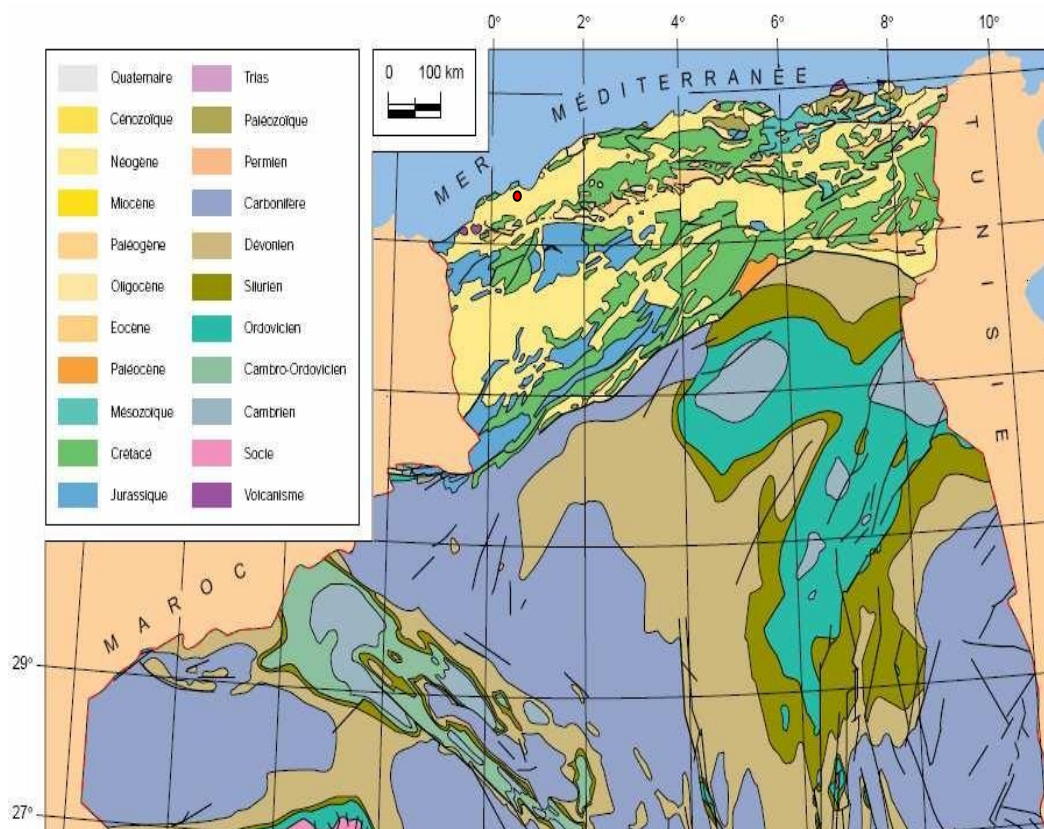 0° 2° 4° 6° 8° 10°
Quaternaire
Cénozoïque
Néogène
Miocène
Paléogène
Oligocène
Eocène
Paléocène
Mésozoïque
Crétacé
Jurassique
Trias
Paléozoïque
Permien
Carbonifère
Dévonien
Silurien
Ordovicien
Cambro-Ordovicien
Cambrien
Socle
Volcanisme
0 100 km
MER MÉDITERRANÉE
TUNISIE
MAROC
29°
27°